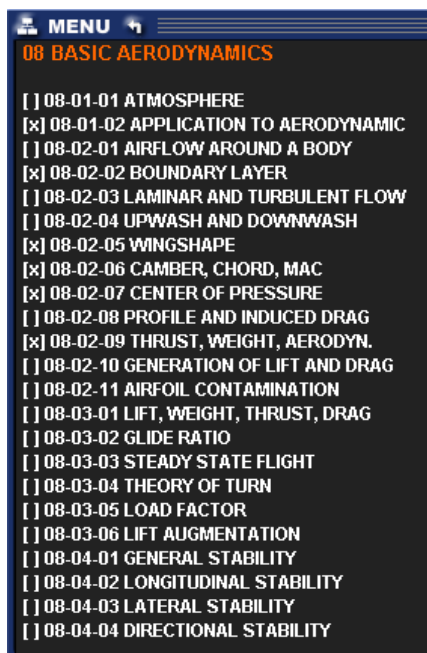 MENU
08 BASIC AERODYNAMICS
[ ] 08-01-01 ATMOSPHERE
[x] 08-01-02 APPLICATION TO AERODYNAMIC
[ ] 08-02-01 AIRFLOW AROUND A BODY
[x] 08-02-02 BOUNDARY LAYER
[ ] 08-02-03 LAMINAR AND TURBULENT FLOW
[ ] 08-02-04 UPWASH AND DOWNWASH
[x] 08-02-05 WINGSHAPE
[x] 08-02-06 CAMBER, CHORD, MAC
[x] 08-02-07 CENTER OF PRESSURE
[ ] 08-02-08 PROFILE AND INDUCED DRAG
[x] 08-02-09 THRUST, WEIGHT, AERODYN.
[ ] 08-02-10 GENERATION OF LIFT AND DRAG
[ ] 08-02-11 AIRFOIL CONTAMINATION
[ ] 08-03-01 LIFT, WEIGHT, THRUST, DRAG
[ ] 08-03-02 GLIDE RATIO
[ ] 08-03-03 STEADY STATE FLIGHT
[ ] 08-03-04 THEORY OF TURN
[ ] 08-03-05 LOAD FACTOR
[ ] 08-03-06 LIFT AUGMENTATION
[ ] 08-04-01 GENERAL STABILITY
[ ] 08-04-02 LONGITUDINAL STABILITY
[ ] 08-04-03 LATERAL STABILITY
[ ] 08-04-04 DIRECTIONAL STABILITY